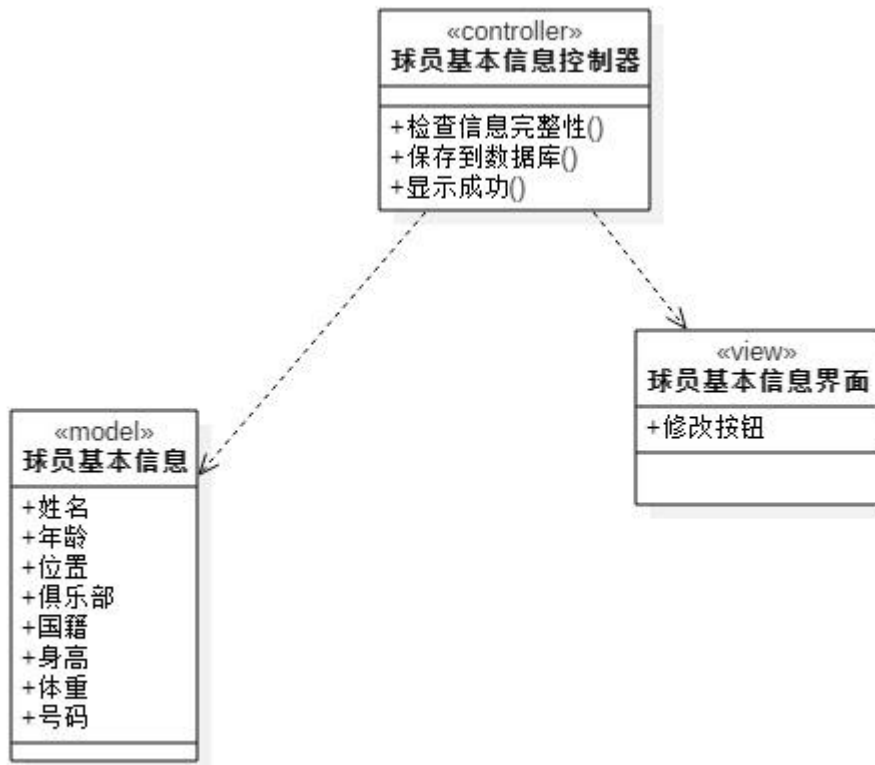 «controller»
球员基本信息控制器
+检查信息完整性()
+保存到数据库()
+显示成功()
«view»
球员基本信息界面
+修改按钮
«model»
球员基本信息
+姓名
+年龄
+位置
+俱乐部
+国籍
+身高
+体重
+号码